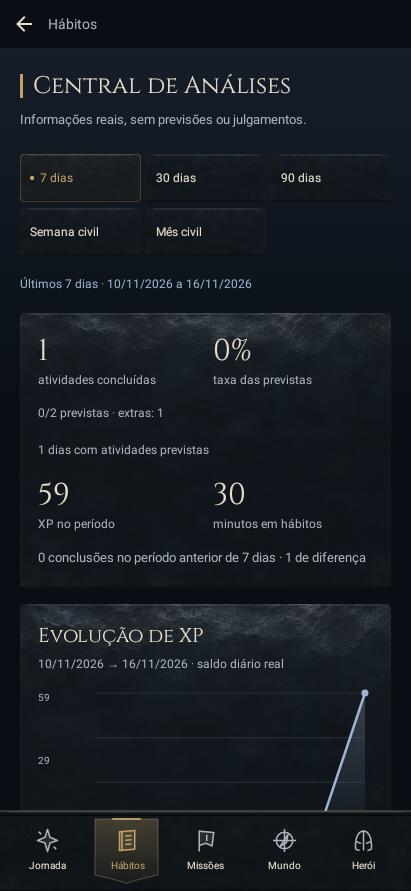 Hábitos
Central de Análises
Informações reais, sem previsões ou julgamentos.
• 7 dias
30 dias
90 dias
Semana civil
Mês civil
Últimos 7 dias · 10/11/2026 a 16/11/2026
1
0%
atividades concluídas
taxa das previstas
0/2 previstas · extras: 1
1 dias com atividades previstas
59
30
XP no período
minutos em hábitos
0 conclusões no período anterior de 7 dias · 1 de diferença
Evolução de XP
10/11/2026 → 16/11/2026 · saldo diário real
59
29
Jornada
Hábitos
Missões
Mundo
Herói